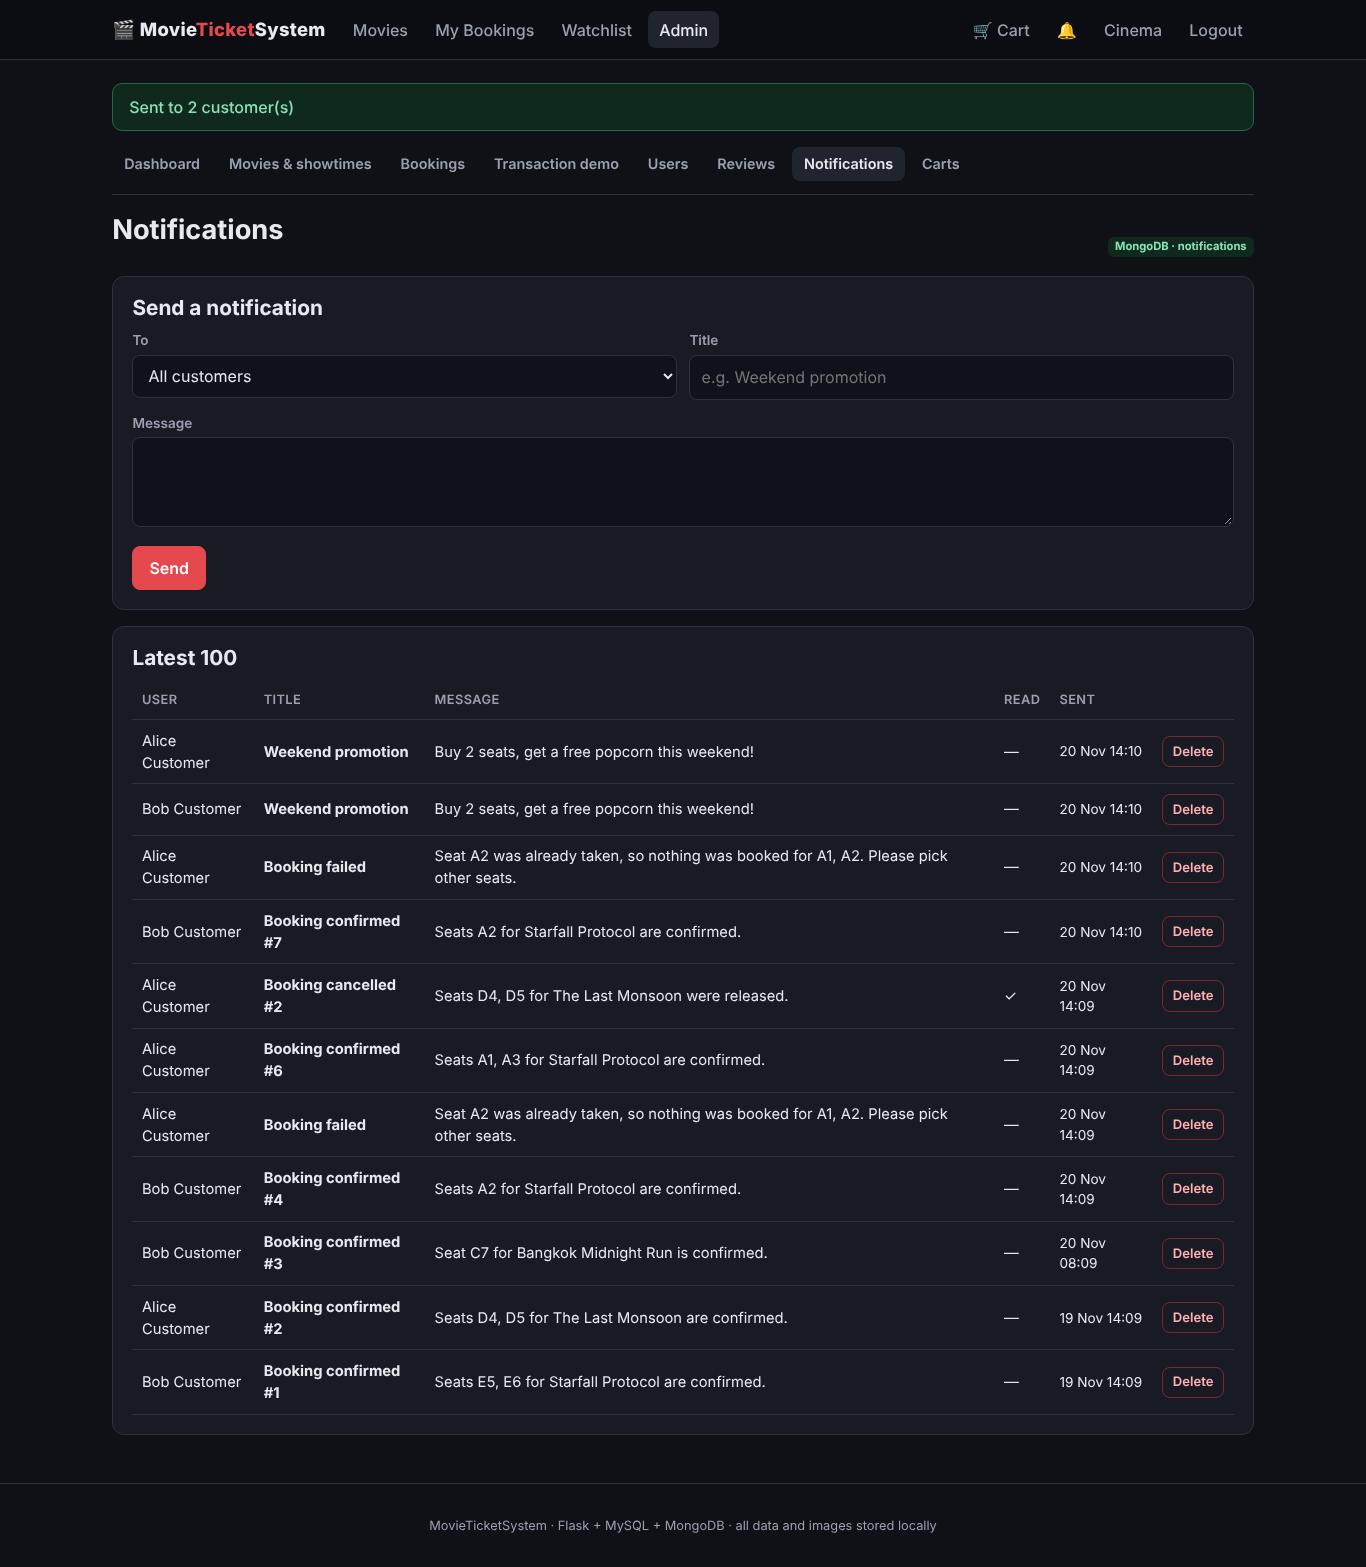 🎬 MovieTicketSystem Movies My Bookings Watchlist Admin 🛒 Cart 🔔 Cinema Logout
Sent to 2 customer(s)
Dashboard Movies & showtimes Bookings Transaction demo Users Reviews Notifications Carts
Notifications
MongoDB · notifications
Send a notification
To Title
All customers e.g. Weekend promotion
Message
Send
Latest 100
USER TITLE MESSAGE READ SENT
Alice
Customer Weekend promotion Buy 2 seats, get a free popcorn this weekend! — 20 Nov 14:10 Delete
Bob Customer Weekend promotion Buy 2 seats, get a free popcorn this weekend! — 20 Nov 14:10 Delete
Alice
Customer Booking failed Seat A2 was already taken, so nothing was booked for A1, A2. Please pick
other seats. — 20 Nov 14:10 Delete
Bob Customer Booking confirmed
#7 Seats A2 for Starfall Protocol are confirmed. — 20 Nov 14:10 Delete
Alice
Customer Booking cancelled
#2 Seats D4, D5 for The Last Monsoon were released. ✓ 20 Nov
14:09 Delete
Alice
Customer Booking confirmed
#6 Seats A1, A3 for Starfall Protocol are confirmed. — 20 Nov
14:09 Delete
Alice
Customer Booking failed Seat A2 was already taken, so nothing was booked for A1, A2. Please pick
other seats. — 20 Nov
14:09 Delete
Bob Customer Booking confirmed
#4 Seats A2 for Starfall Protocol are confirmed. — 20 Nov
14:09 Delete
Bob Customer Booking confirmed
#3 Seat C7 for Bangkok Midnight Run is confirmed. — 20 Nov
08:09 Delete
Alice
Customer Booking confirmed
#2 Seats D4, D5 for The Last Monsoon are confirmed. — 19 Nov 14:09 Delete
Bob Customer Booking confirmed
#1 Seats E5, E6 for Starfall Protocol are confirmed. — 19 Nov 14:09 Delete
MovieTicketSystem · Flask + MySQL + MongoDB · all data and images stored locally